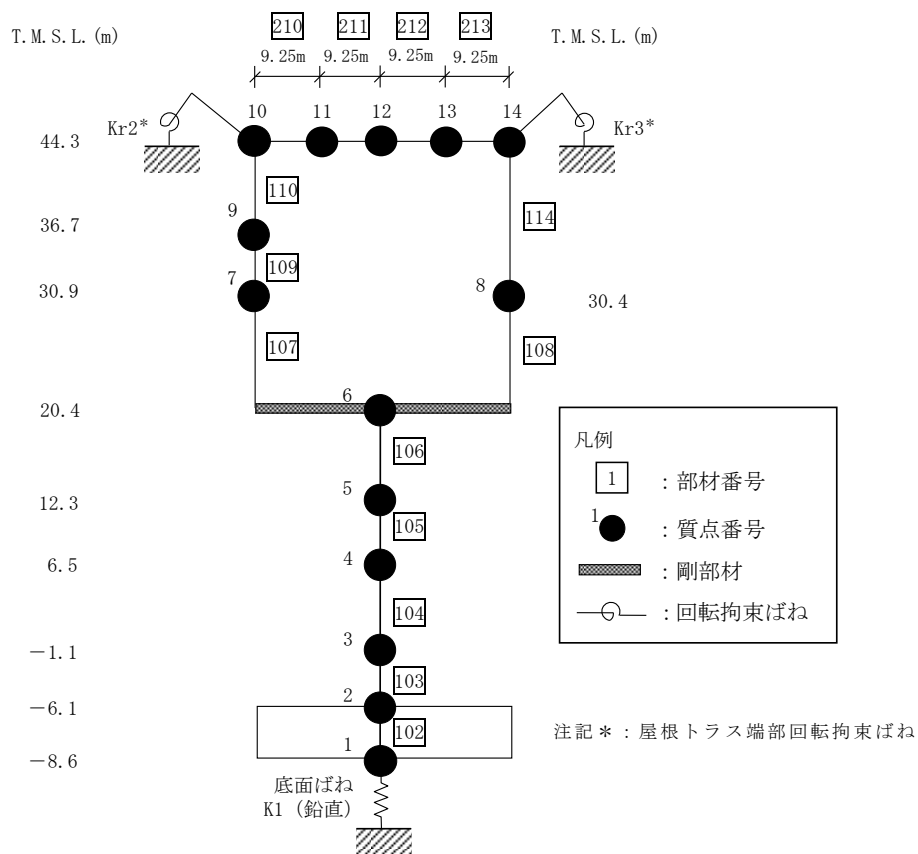 210 211 212 213
T.M.S.L.(m) T.M.S.L.(m)
9.25m 9.25m 9.25m 9.25m
10 11 12 13 14
Kr2* Kr3*
44.3
110
9 114
36.7
109
7 8
30.9 30.4
107 108
6
20.4
106
5
12.3
105
4
6.5
104
3
-1.1
103
2
-6.1
102
1
-8.6
底面ばね
K1 (鉛直)
凡例
1 :部材番号
1 :質点番号
:剛部材
:回転拘束ばね
注記*:屋根トラス端部回転拘束ばね